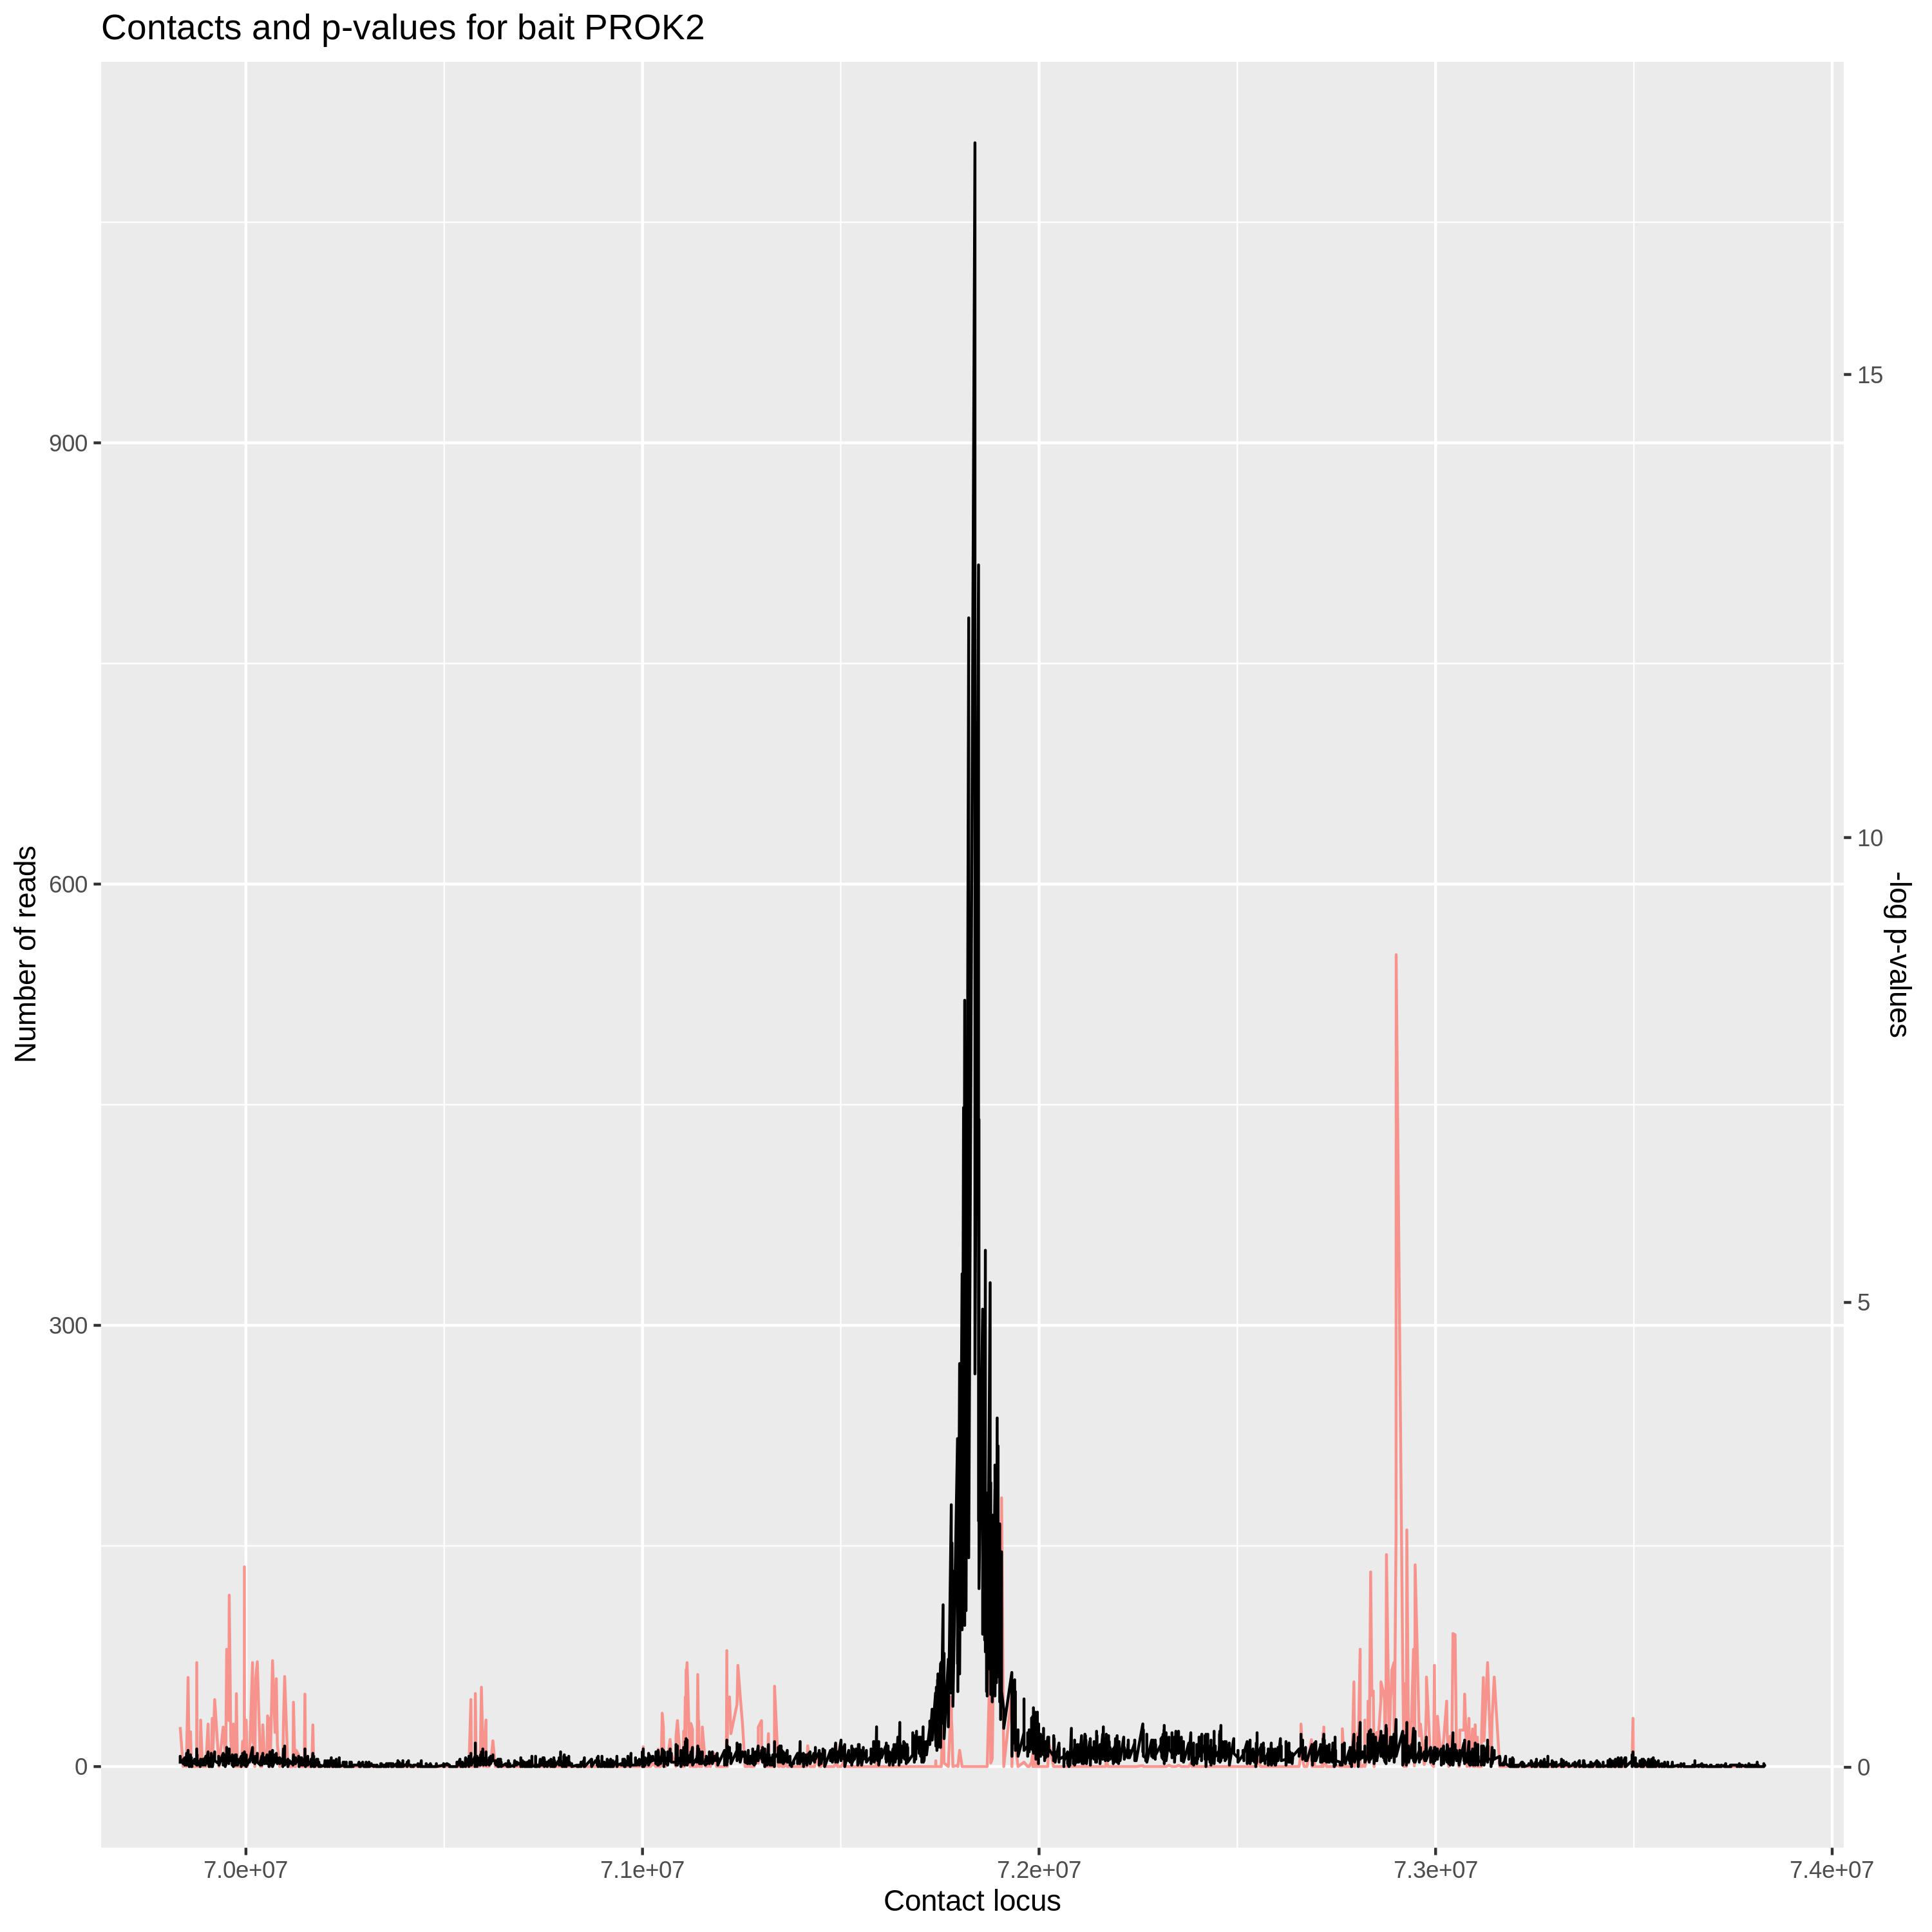 Contacts and p-values for bait PROK2
900
600
300
0
Number of reads
15
10
5
0
-log p-values
7.0e+07
7.1e+07
7.2e+07
7.3e+07
7.4e+07
Contact locus